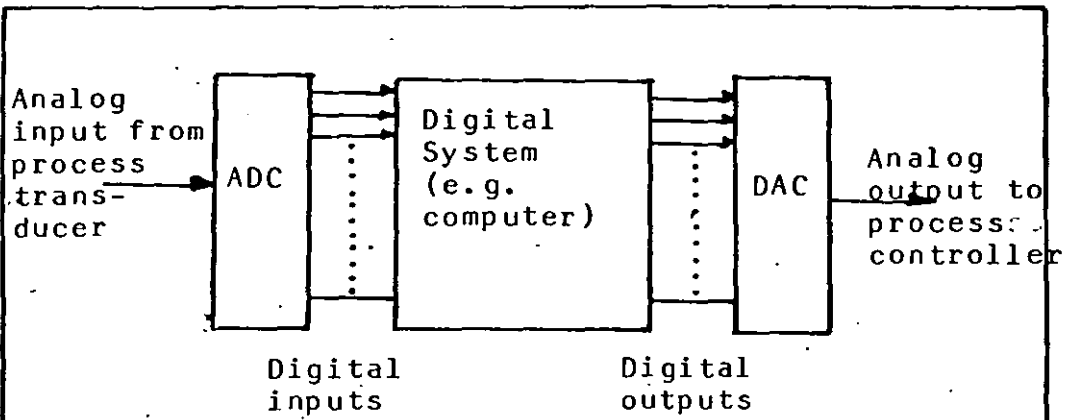 Analog
input from
process
trans-
ducer
ADC
Digital
System
(e.g.
computer)
DAC
Analog
output to
process
controller
Digital
inputs
Digital
outputs